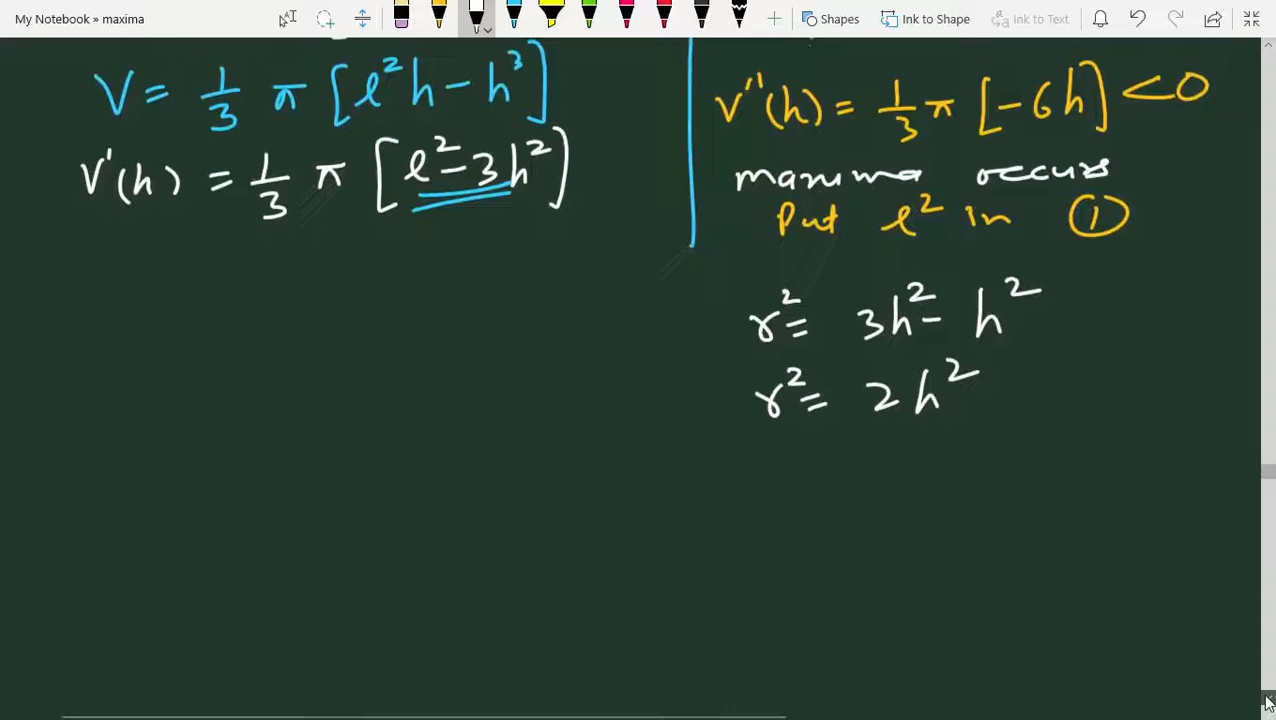 My Notebook » maxima
Shapes Ink to Shape Ink to Text
V = 1/3 π [l²h − h³]
V'(h) = 1/3 π [l² − 3h²]
V''(h) = 1/3 π [−6h] < 0
maxima occurs
Put l² in ①
r² = 3h² − h²
r² = 2h²